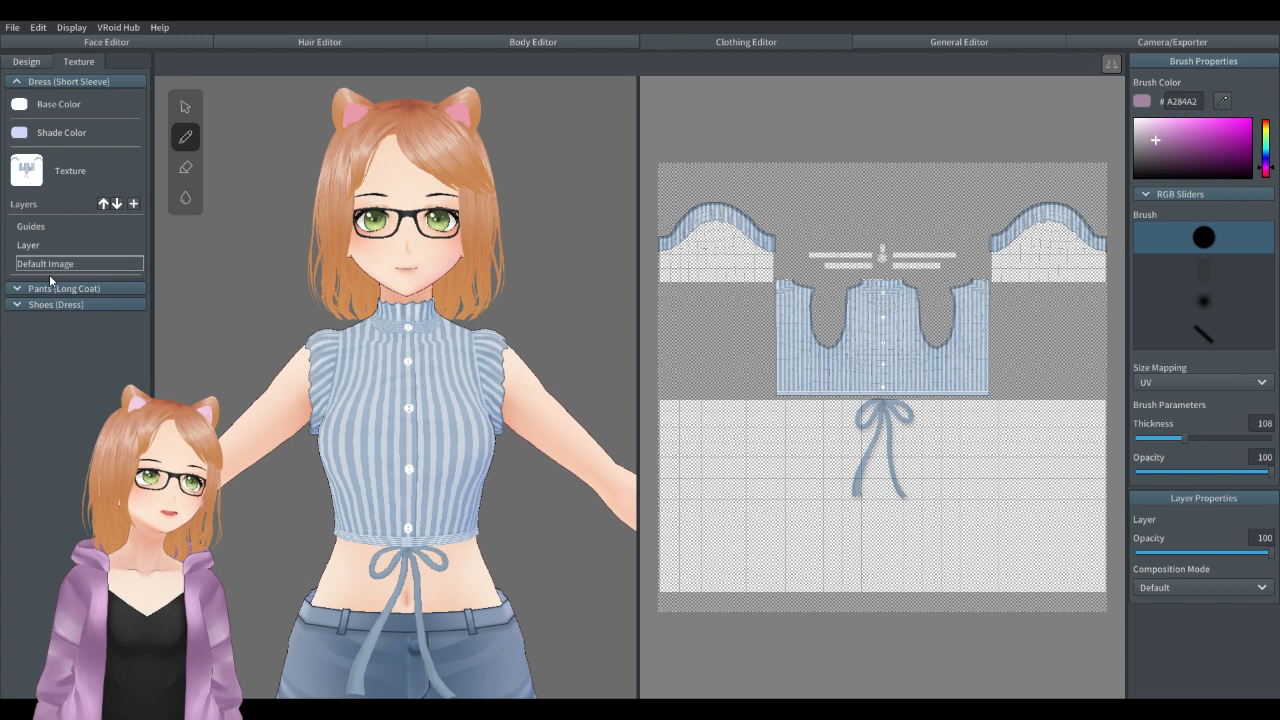 File Edit Display VRoid Hub Help
Face Editor Hair Editor Body Editor Clothing Editor General Editor Camera/Exporter
Design Texture
Dress (Short Sleeve)
Base Color
Shade Color
Texture
Layers
Guides
Layer
Default Image
Pants (Long Coat)
Shoes (Dress)
Brush Properties
Brush Color
# A284A2
RGB Sliders
Brush
Size Mapping
UV
Brush Parameters
Thickness 108
Opacity 100
Layer Properties
Layer
Opacity 100
Composition Mode
Default